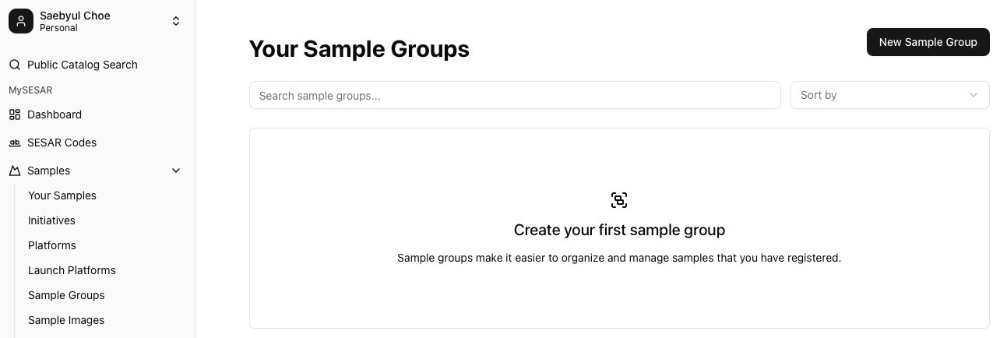 Saebyul Choe
Personal
Public Catalog Search
MySESAR
Dashboard
SESAR Codes
Samples
Your Samples
Initiatives
Platforms
Launch Platforms
Sample Groups
Sample Images
Your Sample Groups
New Sample Group
Search sample groups...
Sort by
Create your first sample group
Sample groups make it easier to organize and manage samples that you have registered.